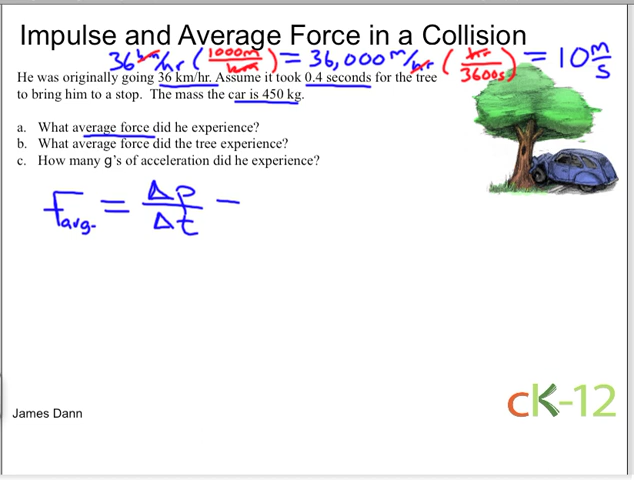 Impulse and Average Force in a Collision
36 km/hr (1000m/km) = 36,000 m/hr (hr/3600s) = 10 m/s
He was originally going 36 km/hr. Assume it took 0.4 seconds for the tree
to bring him to a stop. The mass the car is 450 kg.
a. What average force did he experience?
b. What average force did the tree experience?
c. How many g's of acceleration did he experience?
Favg. = Δp/Δt –
cK-12
James Dann